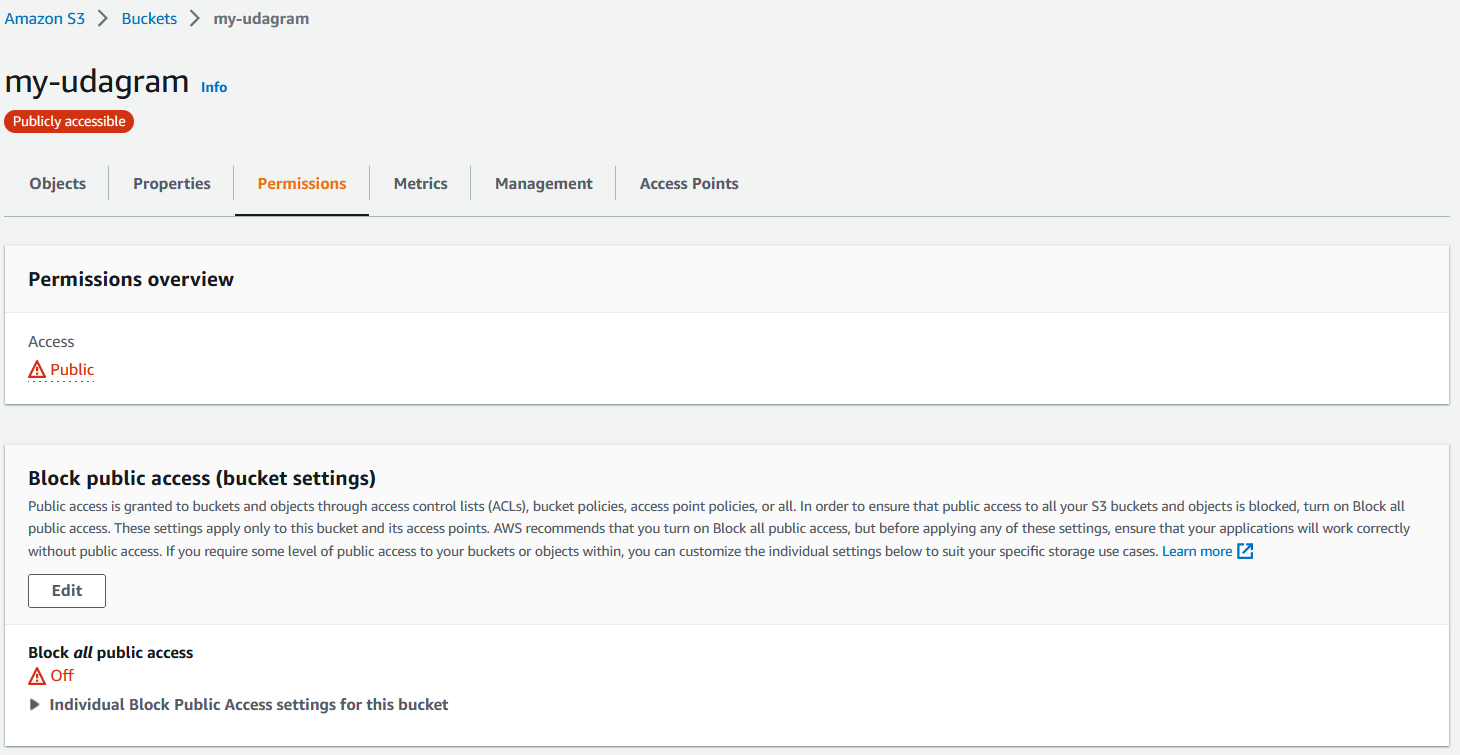 Amazon S3 > Buckets > my-udagram
my-udagram Info
Publicly accessible
Objects Properties Permissions Metrics Management Access Points
Permissions overview
Access
Public
Block public access (bucket settings)
Public access is granted to buckets and objects through access control lists (ACLs), bucket policies, access point policies, or all. In order to ensure that public access to all your S3 buckets and objects is blocked, turn on Block all
public access. These settings apply only to this bucket and its access points. AWS recommends that you turn on Block all public access, but before applying any of these settings, ensure that your applications will work correctly
without public access. If you require some level of public access to your buckets or objects within, you can customize the individual settings below to suit your specific storage use cases. Learn more
Edit
Block all public access
Off
Individual Block Public Access settings for this bucket